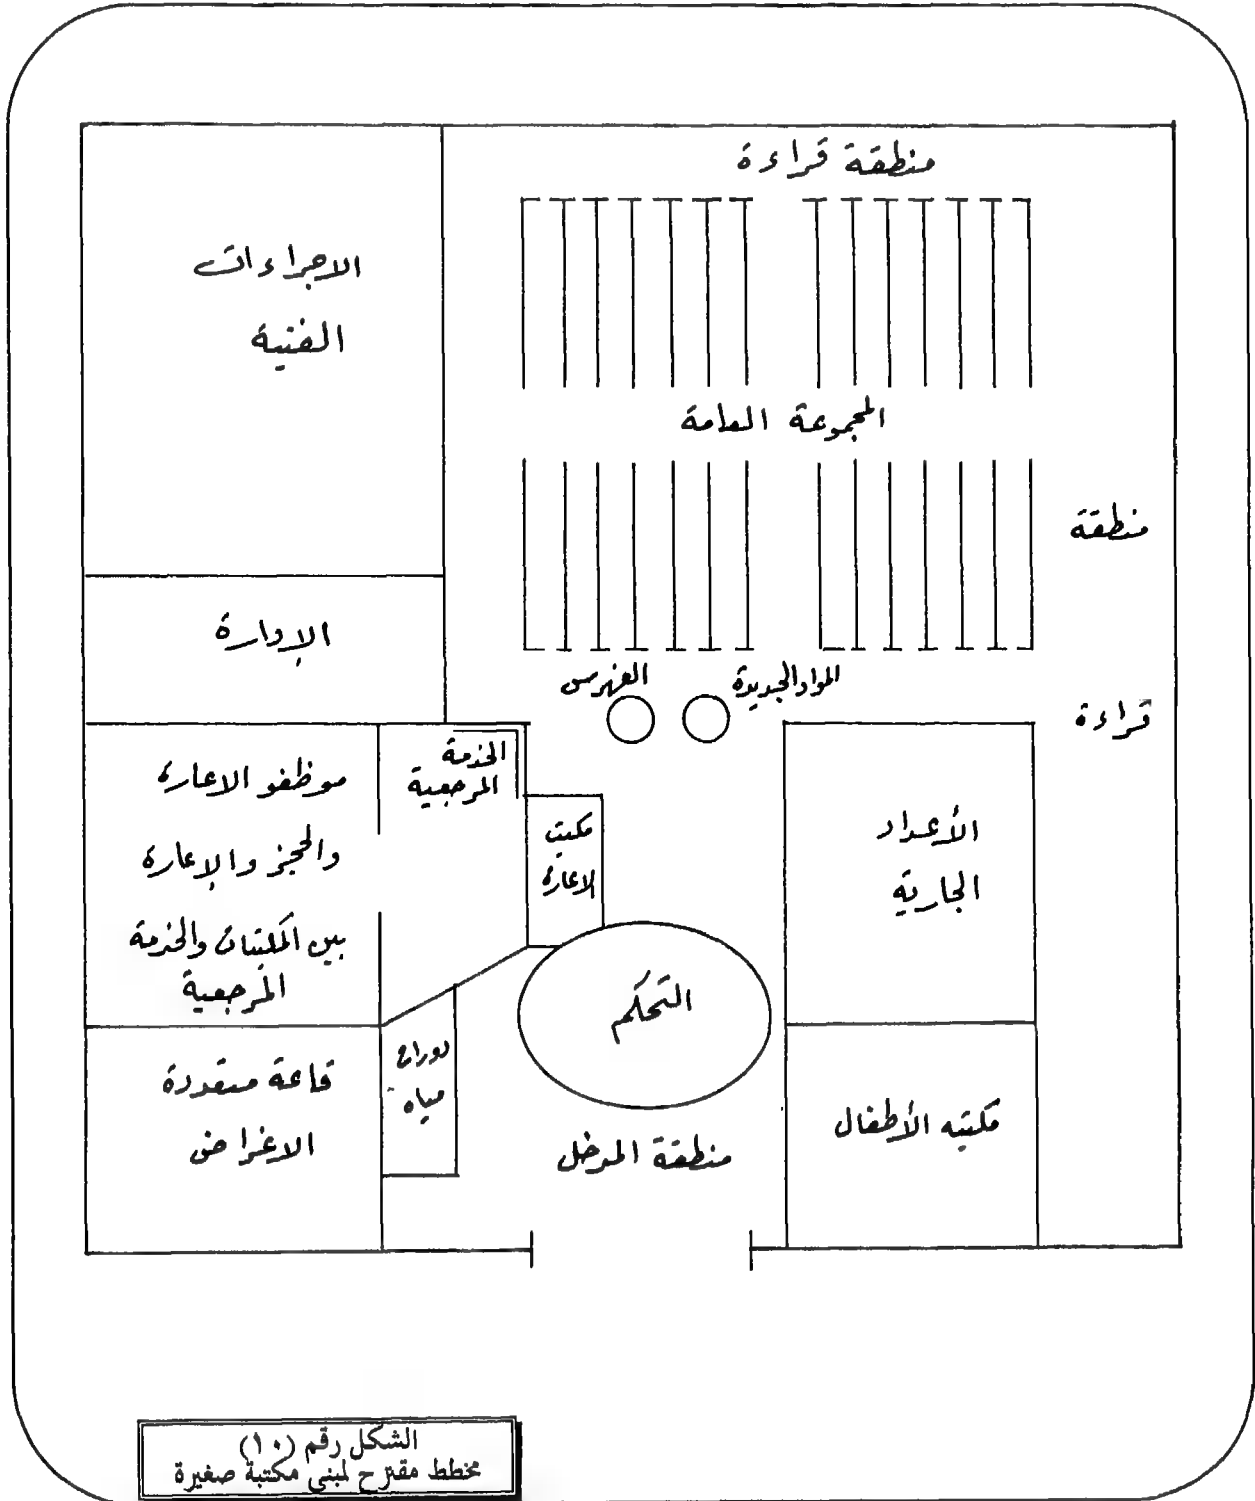 منطقة قراءة
الاجراءات
الفنية
المجموعة العامة
منطقة
قراءة
الإدارة
المواد الجديدة
الفهرس
الخدمة
المرجعية
موظفو الاعارة
والحجز والإعارة
بين المكتبات والخدمة
المرجعية
مكتب
الاعارة
الأعداد
الجارية
التحكم
دورات
مياه
قاعة متعددة
الاغراض
منطقة المدخل
مكتبه الأطفال
الشكل رقم (١٠)
مخطط مقترح لمبنى مكتبة صغيرة